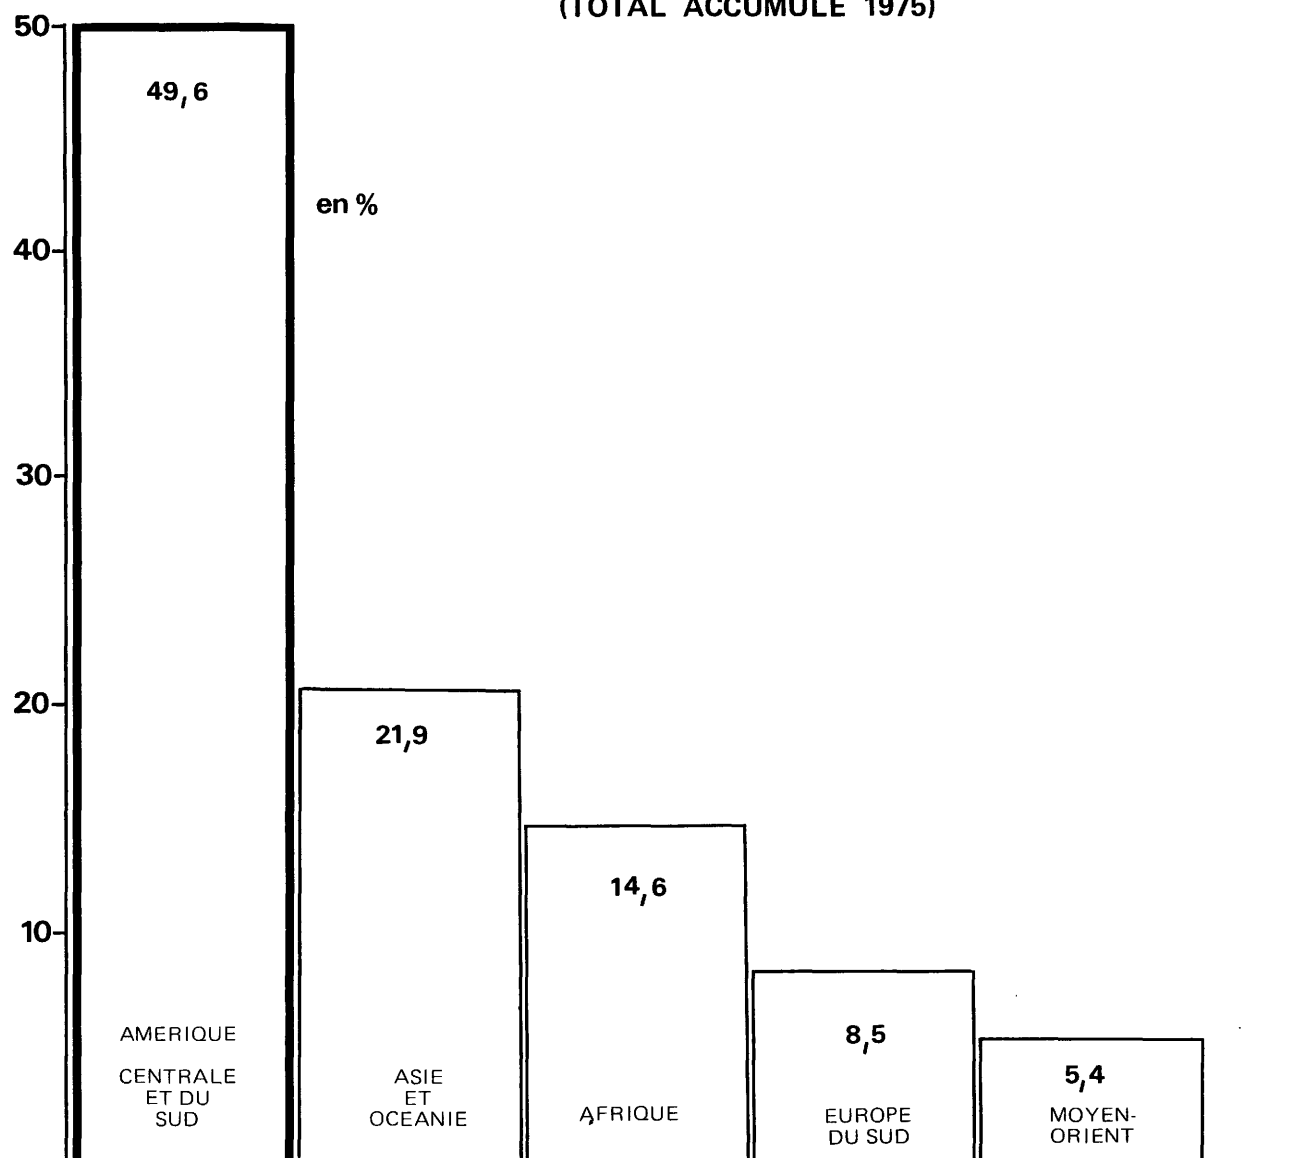 (TOTAL ACCUMULE 1975)
50
49,6
en %
40
30
20
21,9
14,6
10
8,5
5,4
AMERIQUE
CENTRALE
ET DU
SUD
ASIE
ET
OCEANIE
AFRIQUE
EUROPE
DU SUD
MOYEN-
ORIENT